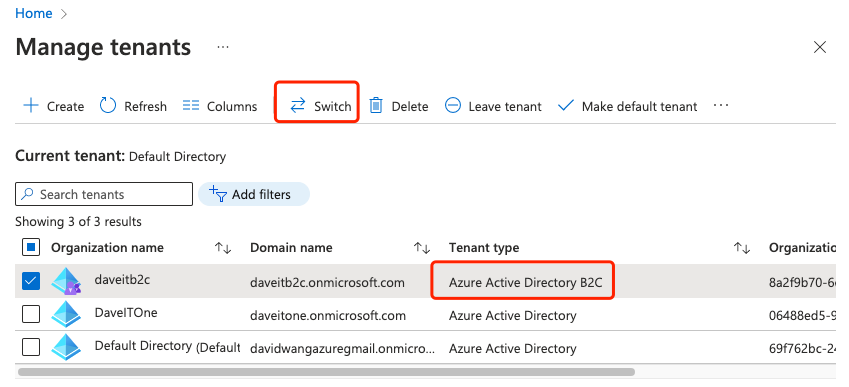 Home >
Manage tenants ...
Create Refresh Columns Switch Delete Leave tenant Make default tenant ...
Current tenant: Default Directory
Search tenants Add filters
Showing 3 of 3 results
Organization name Domain name Tenant type Organizatio
daveitb2c daveitb2c.onmicrosoft.com Azure Active Directory B2C 8a2f9b70-6
DaveITOne daveitone.onmicrosoft.com Azure Active Directory 06488ed5-9
Default Directory (Default davidwangazuregmail.onmicro... Azure Active Directory 69f762bc-24